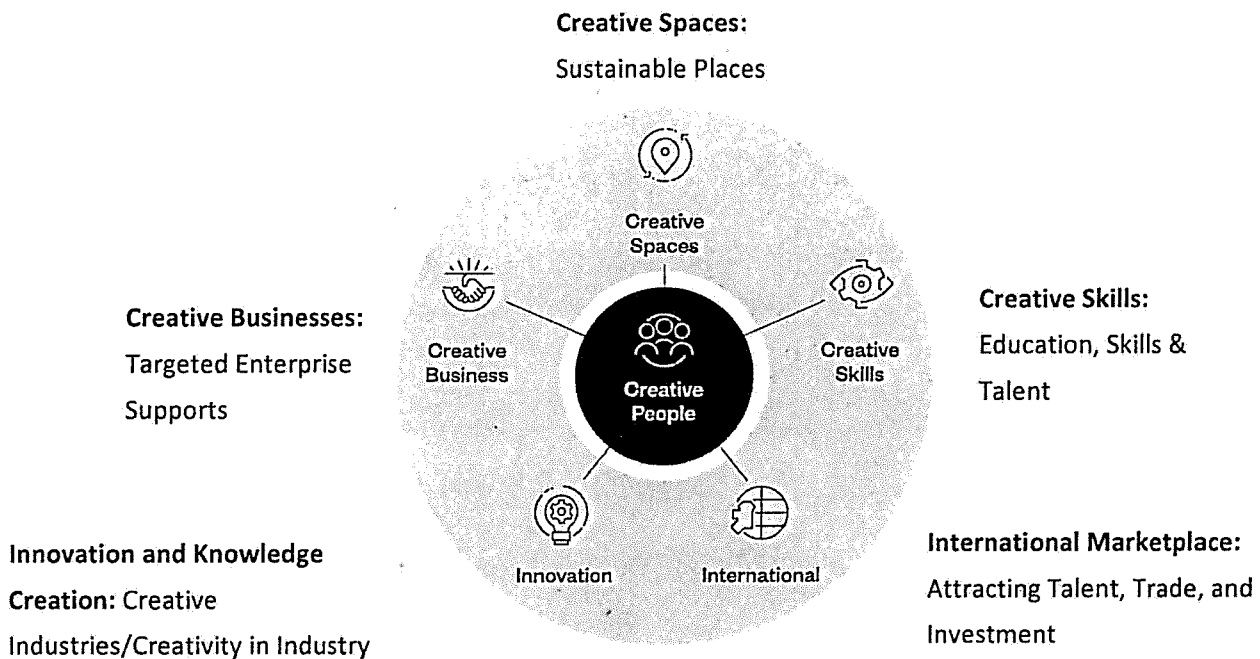 Creative Spaces:
Sustainable Places
Creative
Spaces
Creative Businesses:
Targeted Enterprise
Supports
Creative
Business
Creative
People
Creative
Skills
Creative Skills:
Education, Skills &
Talent
Innovation and Knowledge
Creation: Creative
Industries/Creativity in Industry
Innovation
International
International Marketplace:
Attracting Talent, Trade, and
Investment